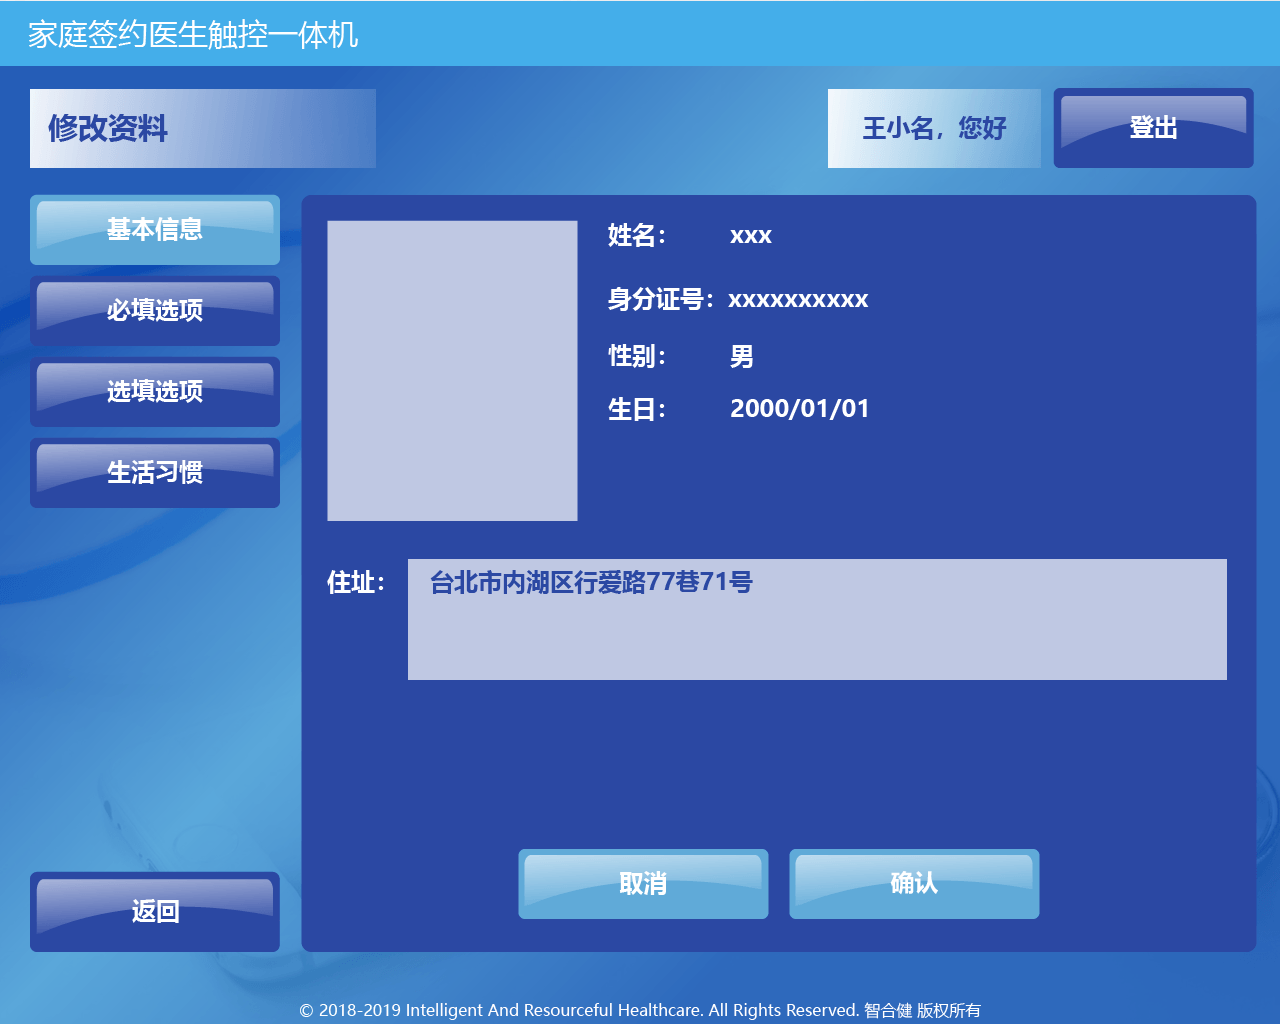 家庭签约医生触控一体机
修改资料
王小名，您好
登出
基本信息
必填选项
选填选项
生活习惯
返回
姓名： xxx
身分证号：xxxxxxxxxx
性别： 男
生日： 2000/01/01
住址： 台北市内湖区行爱路77巷71号
取消
确认
© 2018-2019 Intelligent And Resourceful Healthcare. All Rights Reserved. 智合健 版权所有